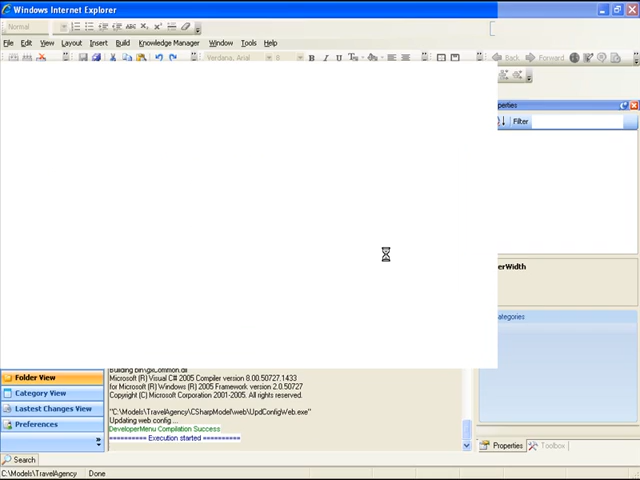 Windows Internet Explorer
Normal
ABC
File Edit View Layout Insert Build Knowledge Manager Window Tools Help
Verdana, Arial 8 B I U Back Forward
perties
Filter
erWidth
ategories
Folder View
Category View
Lastest Changes View
Preferences
Building bin\gxCommon.dll
Microsoft (R) Visual C# 2005 Compiler version 8.00.50727.1433
for Microsoft (R) Windows (R) 2005 Framework version 2.0.50727
Copyright (C) Microsoft Corporation 2001-2005. All rights reserved.
"C:\Models\TravelAgency\CSharpModel\web\UpdConfigWeb.exe"
Updating web config ...
DeveloperMenu Compilation Success
========== Execution started ==========
Properties Toolbox
Search
C:\Models\TravelAgency Done